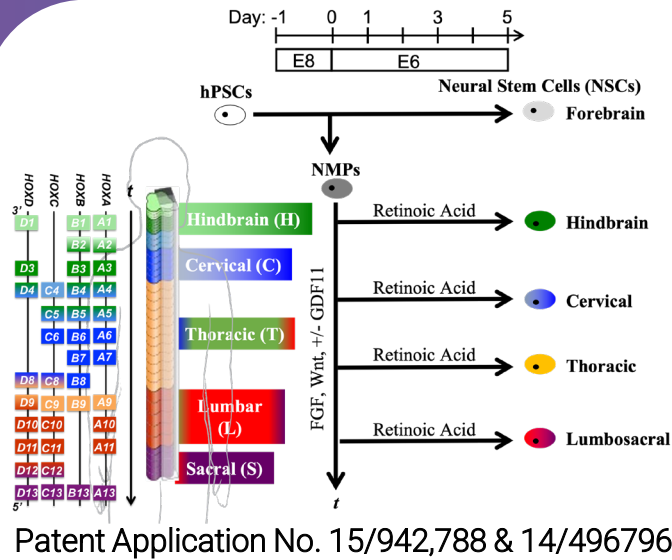 Day: -1 0 1 3 5
E8 E6
Neural Stem Cells (NSCs)
hPSCs
Forebrain
NMPs
HOXD HOXC HOXB HOXA
t
3'
D1 B1 A1
B2 A2
D3 B3 A3
D4 C4 B4 A4
C5 B5 A5
C6 B6 A6
B7 A7
D8 C8 B8
D9 C9 B9 A9
D10 C10 A10
D11 C11 A11
D12 C12
D13 C13 B13 A13
5'
Hindbrain (H)
Cervical (C)
Thoracic (T)
Lumbar
(L)
Sacral (S)
FGF, Wnt, +/- GDF11
Retinoic Acid
Hindbrain
Retinoic Acid
Cervical
Retinoic Acid
Thoracic
Retinoic Acid
Lumbosacral
t
Patent Application No. 15/942,788 & 14/496796